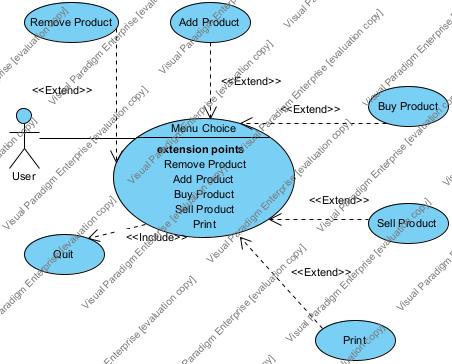 Remove Product
Add Product
<<Extend>>
<<Extend>>
<<Extend>>
Buy Product
Menu Choice
extension points
Remove Product
Add Product
Buy Product
Sell Product
Print
User
<<Extend>>
Sell Product
<<Include>>
Quit
<<Extend>>
Print
Visual Paradigm Enterprise [evaluation copy]